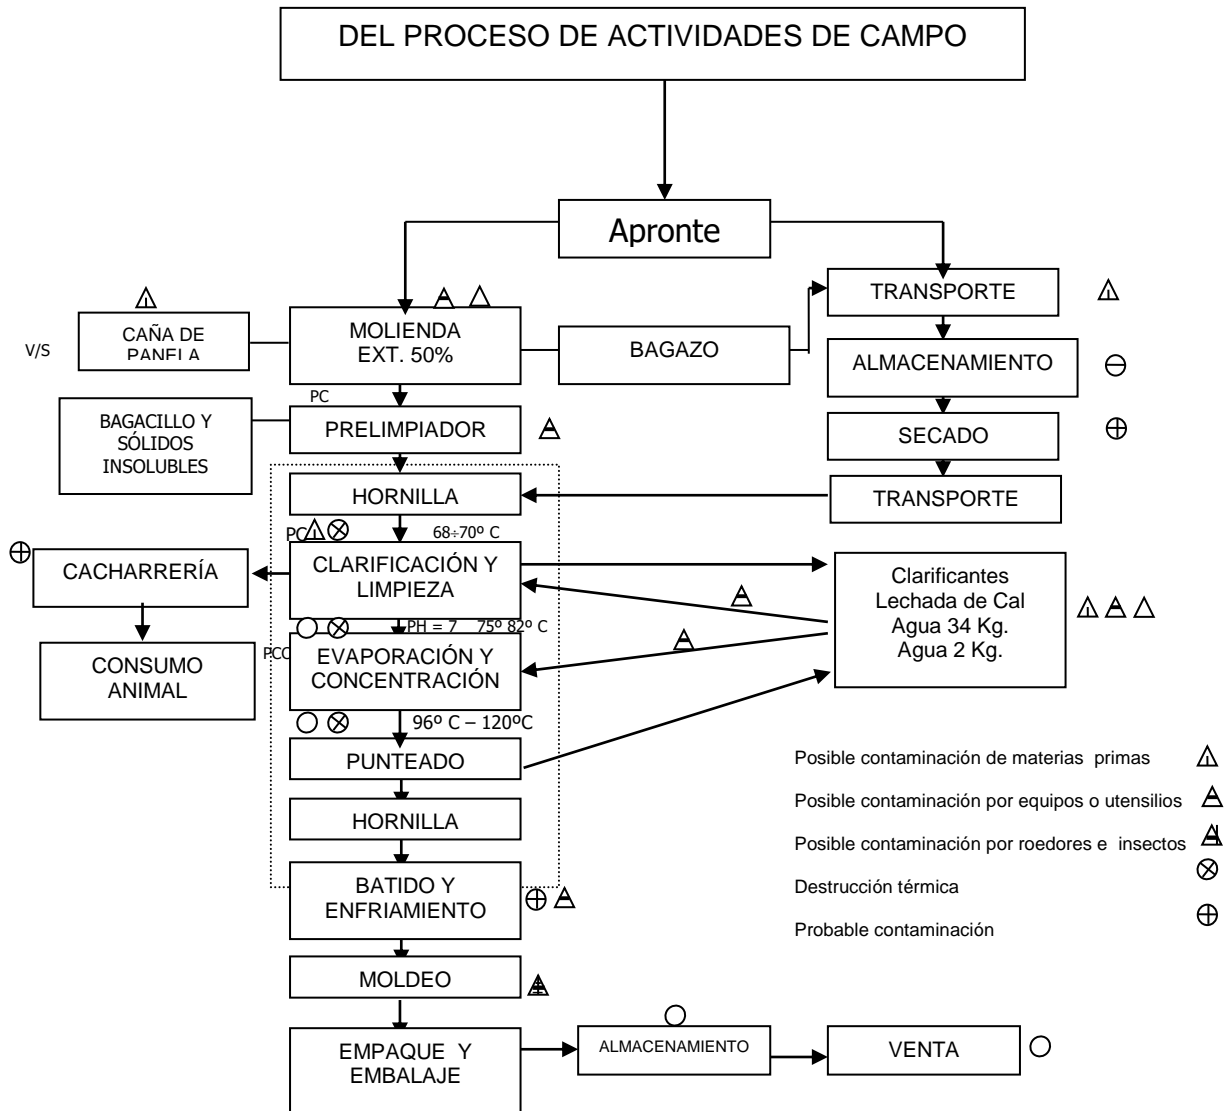 DEL PROCESO DE ACTIVIDADES DE CAMPO
Apronte
V/S
CAÑA DE
PANELA
MOLIENDA
EXT. 50%
BAGAZO
TRANSPORTE
ALMACENAMIENTO
SECADO
TRANSPORTE
PC
BAGACILLO Y
SÓLIDOS
INSOLUBLES
PRELIMPIADOR
HORNILLA
PC
68÷70º C
CACHARRERÍA
CONSUMO
ANIMAL
CLARIFICACIÓN Y
LIMPIEZA
PH = 7 75º 82º C
PCC
EVAPORACIÓN Y
CONCENTRACIÓN
96º C – 120ºC
Clarificantes
Lechada de Cal
Agua 34 Kg.
Agua 2 Kg.
PUNTEADO
HORNILLA
BATIDO Y
ENFRIAMIENTO
MOLDEO
EMPAQUE Y
EMBALAJE
ALMACENAMIENTO
VENTA
Posible contaminación de materias primas
Posible contaminación por equipos o utensilios
Posible contaminación por roedores e insectos
Destrucción térmica
Probable contaminación